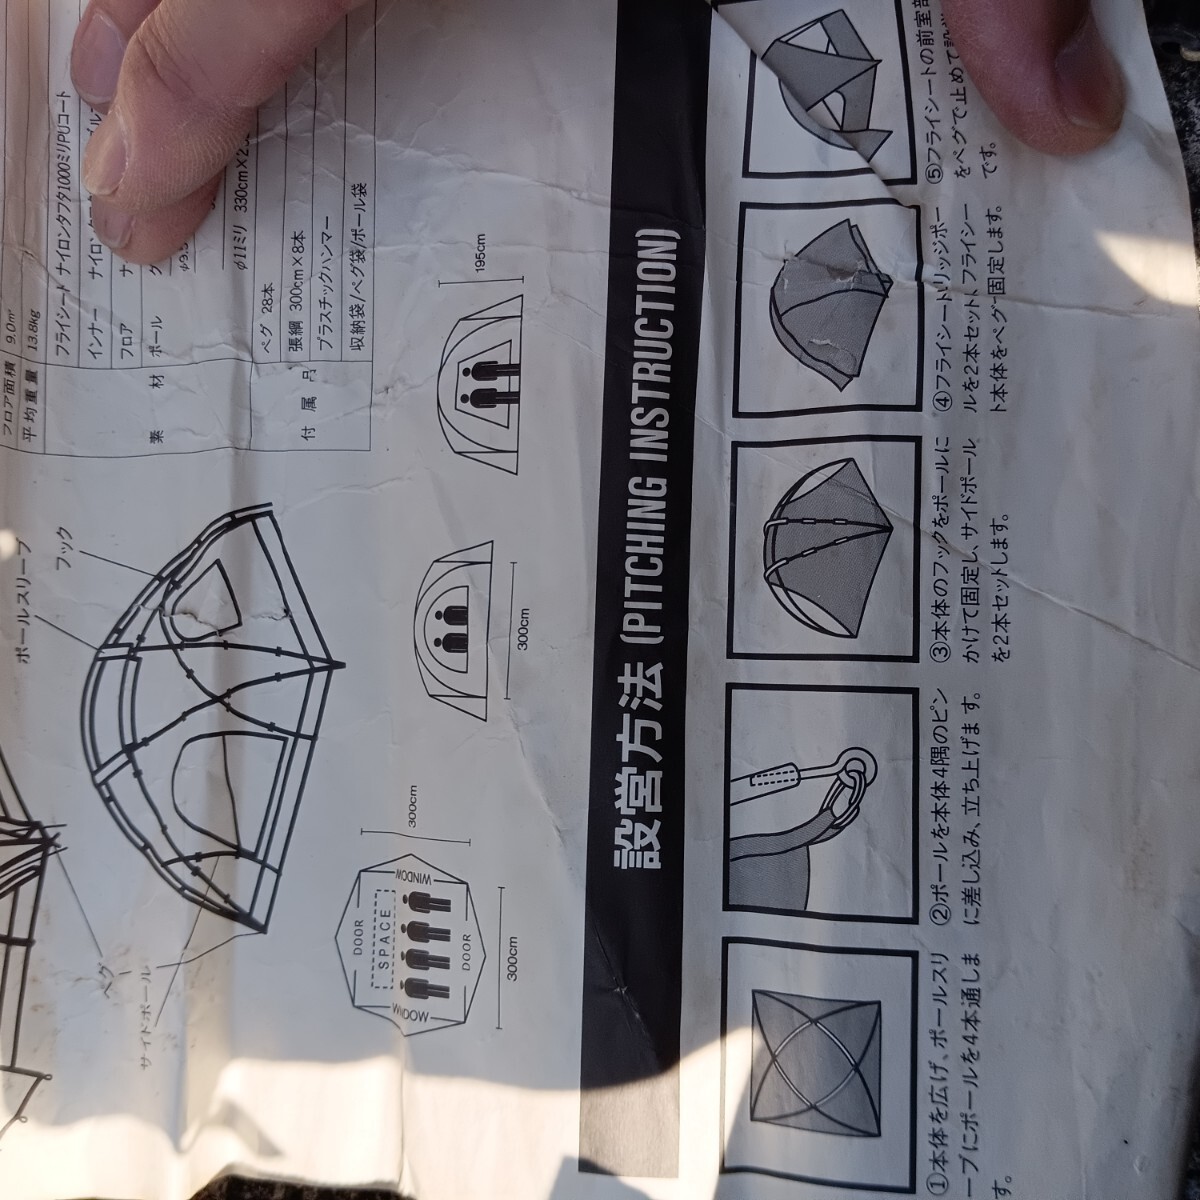 フロア面積 9.0㎡
平均重量 13.8kg
素材
フライシート ナイロンタフタ1000ミリPUコート
インナー
フロア
ポール
φ11ミリ 330cm×
付属
ペグ 28本
張綱 300cm×8本
プラスチックハンマー
収納袋/ペグ袋/ポール袋
ポールスリーブ
フック
ペグ
サイドポール
DOOR
SPACE
WINDOW
WINDOW
DOOR
300cm
300cm
300cm
195cm
設営方法 (PITCHING INSTRUCTION)
①本体を広げ、ポールスリ
ーブにポールを4本通しま
す。
②ポールを本体4隅のピン
に差し込み、立ち上げます。
③本体のフックをポールに
かけて固定し、サイドポール
を2本セットします。
④フライシートリッジポー
ルを2本セット、フライシー
ト本体をペグで固定します。
⑤フライシートの前室部
をペグで止めて
です。